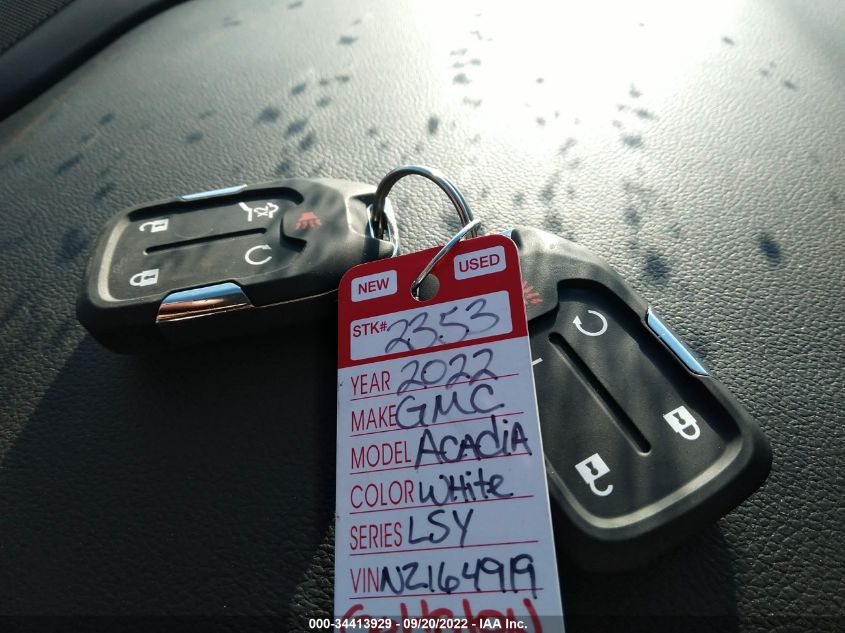 NEW USED
STK# 2353
YEAR 2022
MAKE GMC
MODEL ACADIA
COLOR WHITE
SERIES LSY
VIN NZ164919
000-34413929 - 09/20/2022 - IAA Inc.